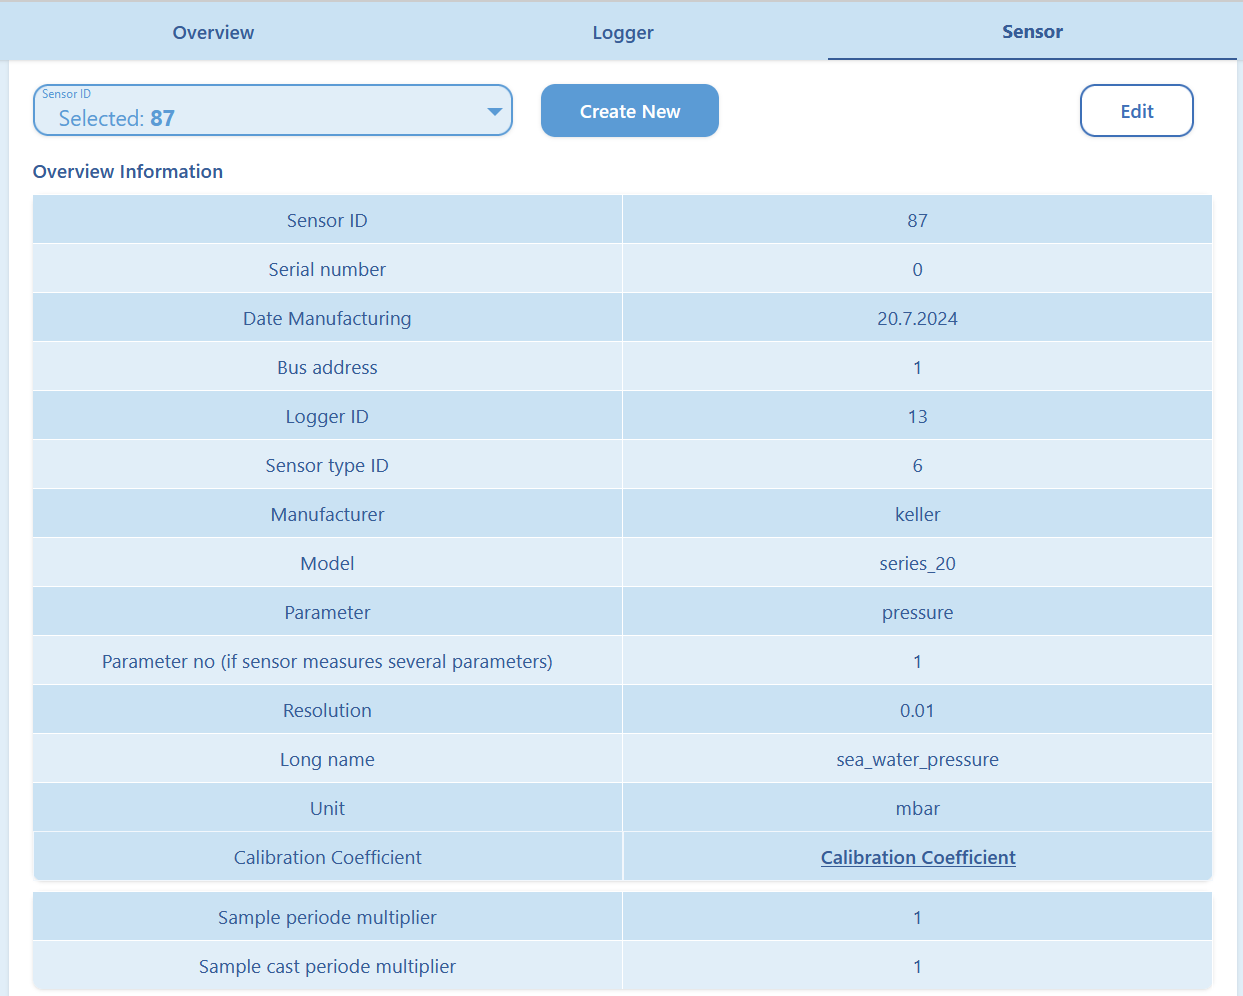 Overview Logger Sensor
Sensor ID
Selected: 87
Create New
Edit
Overview Information
Sensor ID 87
Serial number 0
Date Manufacturing 20.7.2024
Bus address 1
Logger ID 13
Sensor type ID 6
Manufacturer keller
Model series_20
Parameter pressure
Parameter no (if sensor measures several parameters) 1
Resolution 0.01
Long name sea_water_pressure
Unit mbar
Calibration Coefficient Calibration Coefficient
Sample periode multiplier 1
Sample cast periode multiplier 1